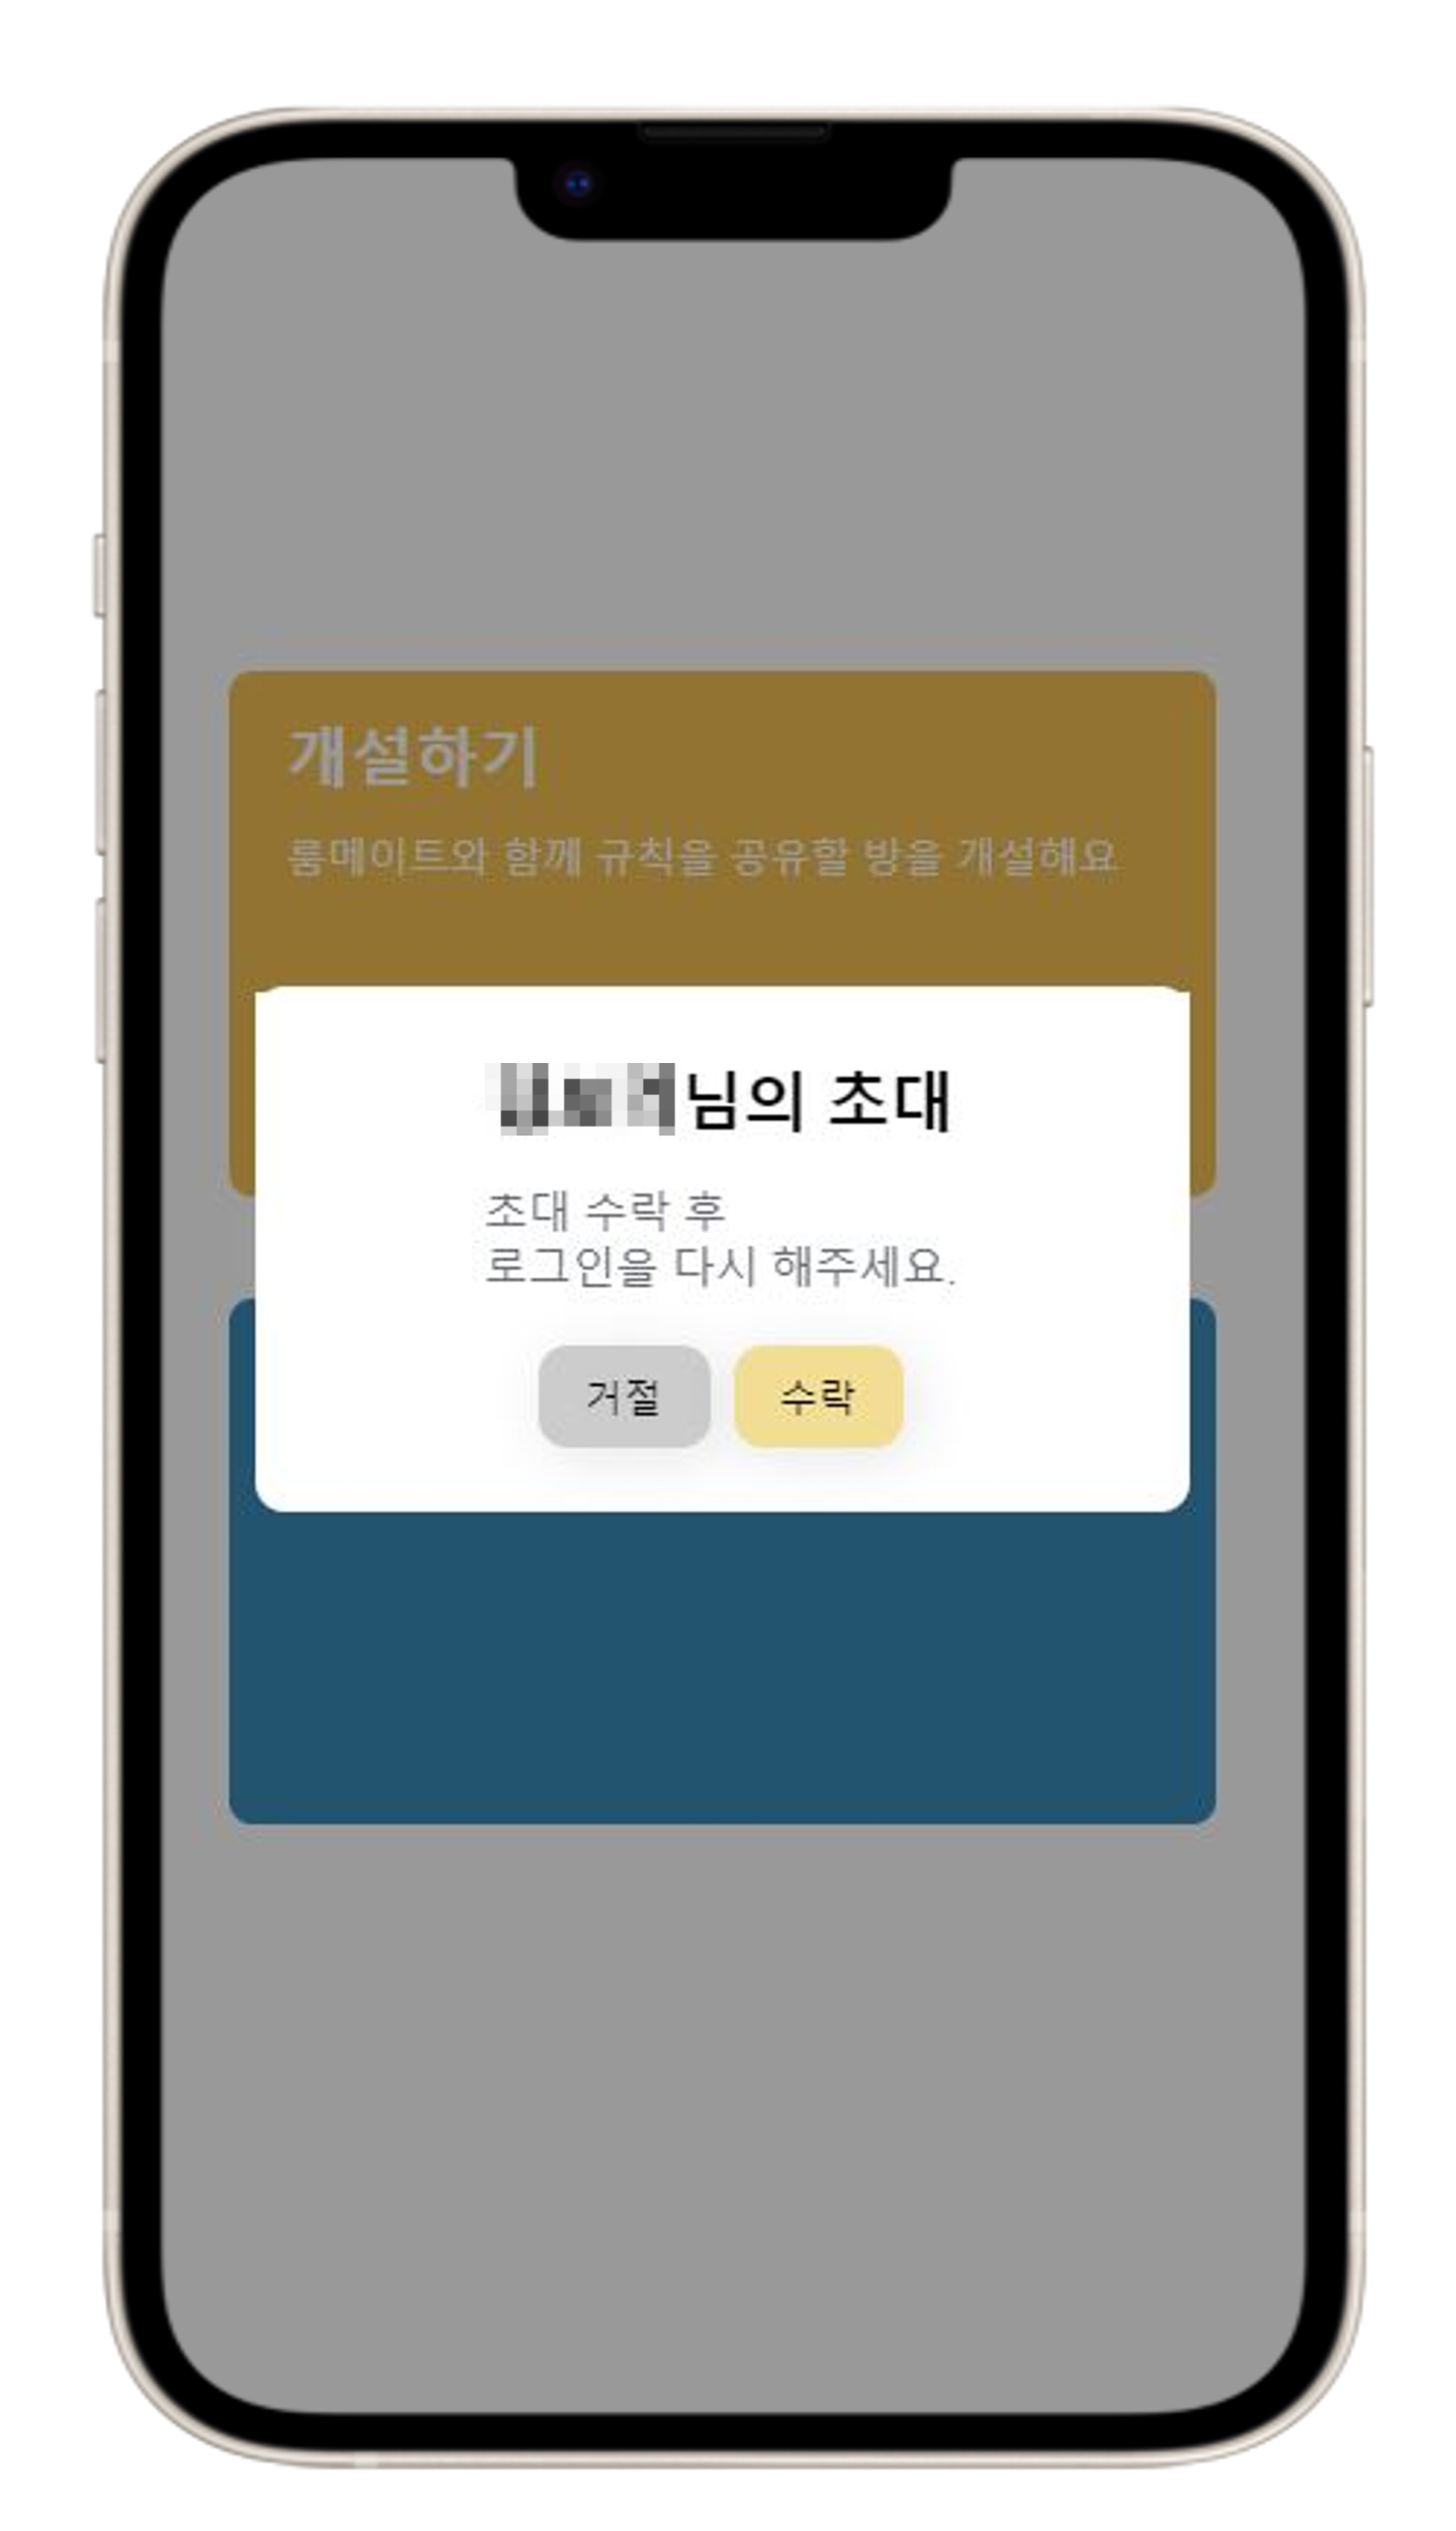 개설하기
룸메이트와 함께 규칙을 공유할 방을 개설해요
님의 초대
초대 수락 후
로그인을 다시 해주세요.
거절
수락